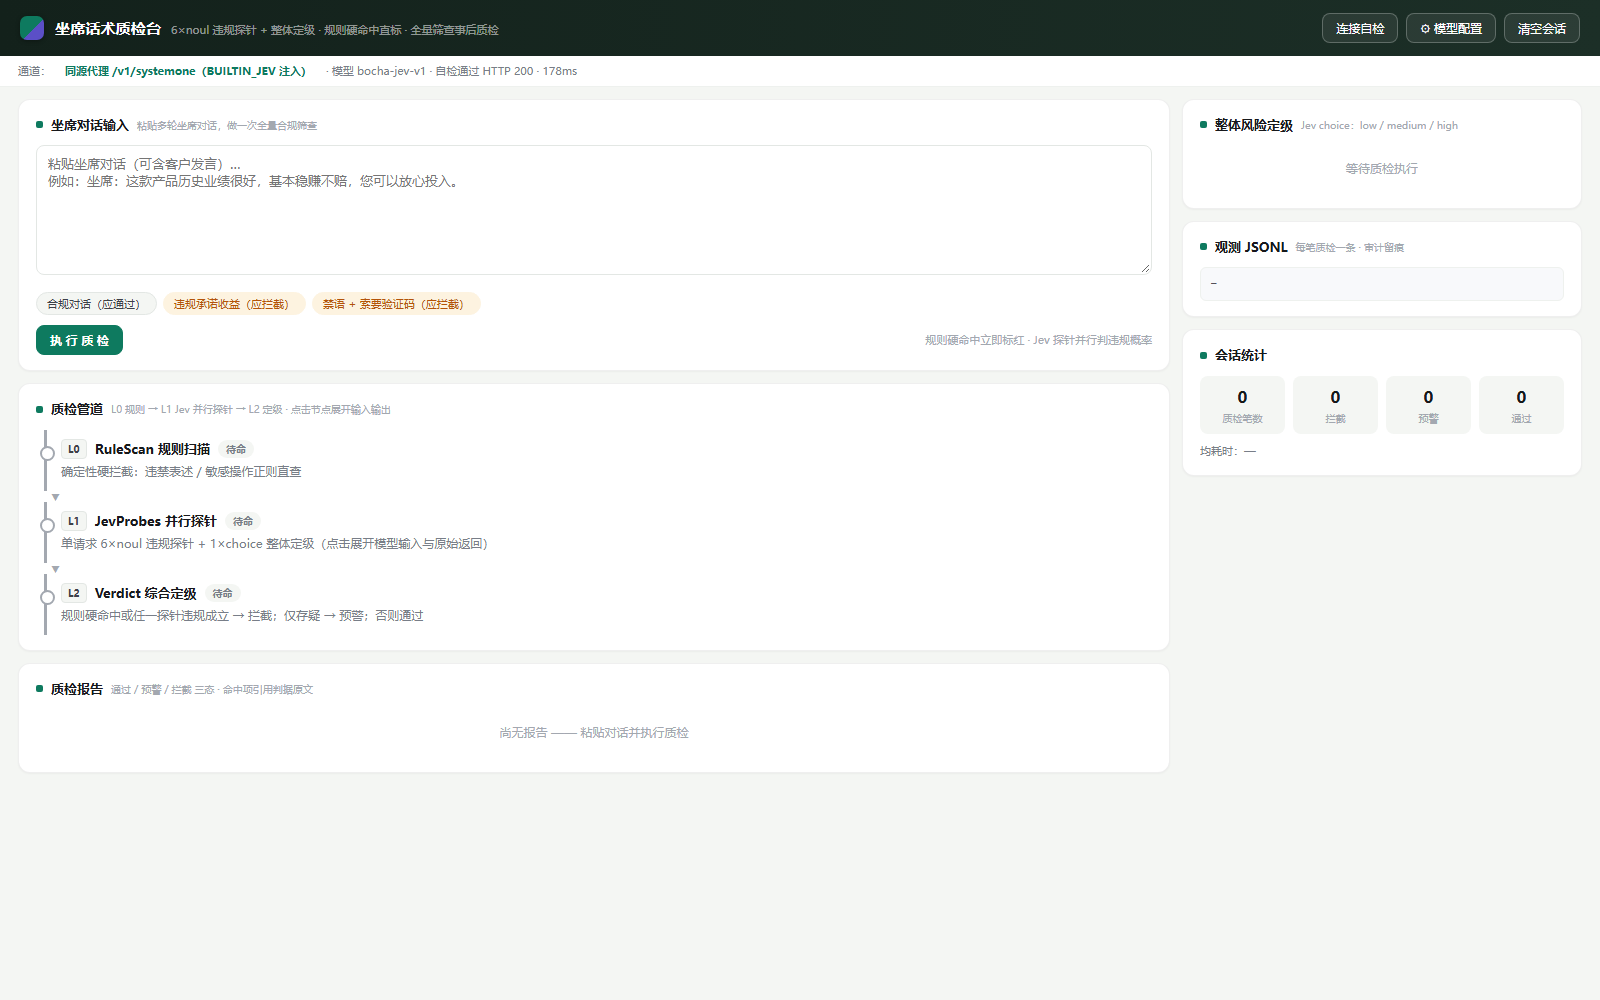 坐席话术质检台 6×noul 违规探针 + 整体定级 · 规则硬命中直标 · 全量筛查事后质检
连接自检
⚙ 模型配置
清空会话
通道： 同源代理 /v1/systemone（BUILTIN_JEV 注入） · 模型 bocha-jev-v1 · 自检通过 HTTP 200 · 178ms
坐席对话输入 粘贴多轮坐席对话，做一次全量合规筛查
粘贴坐席对话（可含客户发言）...
例如：坐席：这款产品历史业绩很好，基本稳赚不赔，您可以放心投入。
合规对话（应通过）
违规承诺收益（应拦截）
禁语 + 索要验证码（应拦截）
执行质检
规则硬命中立即标红 · Jev 探针并行判违规概率
质检管道 L0 规则 → L1 Jev 并行探针 → L2 定级 · 点击节点展开输入输出
L0 RuleScan 规则扫描 待命
确定性硬拦截：违禁表述 / 敏感操作正则直查
▼
L1 JevProbes 并行探针 待命
单请求 6×noul 违规探针 + 1×choice 整体定级（点击展开模型输入与原始返回）
▼
L2 Verdict 综合定级 待命
规则硬命中或任一探针违规成立 → 拦截；仅存疑 → 预警；否则通过
质检报告 通过 / 预警 / 拦截 三态 · 命中项引用判据原文
尚无报告 —— 粘贴对话并执行质检
整体风险定级 Jev choice：low / medium / high
等待质检执行
观测 JSONL 每笔质检一条 · 审计留痕
–
会话统计
0 0 0 0
质检笔数 拦截 预警 通过
均耗时：—